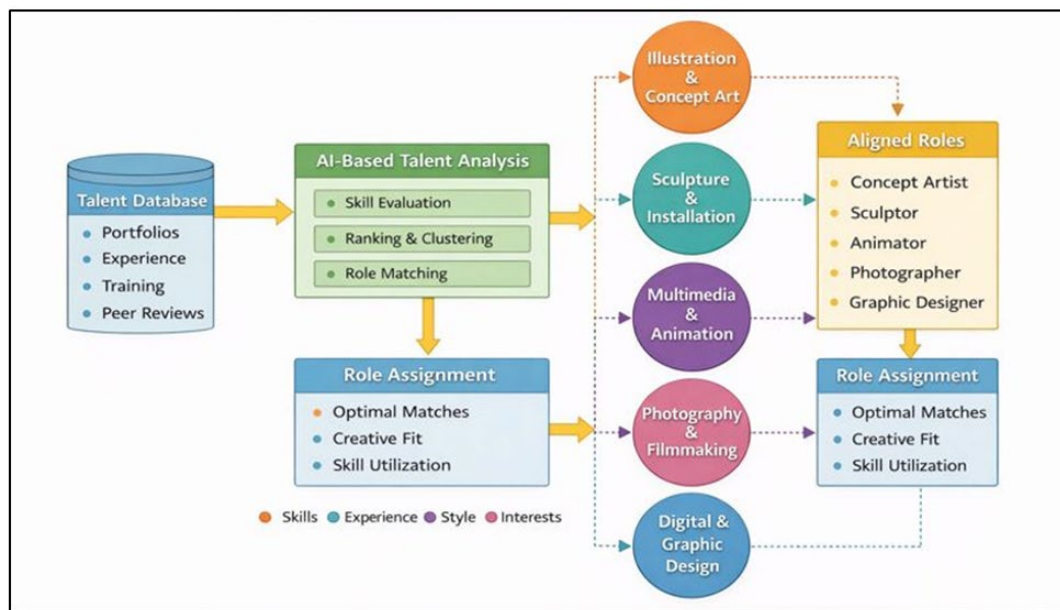 Talent Database
Portfolios
Experience
Training
Peer Reviews
AI-Based Talent Analysis
Skill Evaluation
Ranking & Clustering
Role Matching
Role Assignment
Optimal Matches
Creative Fit
Skill Utilization
Skills
Experience
Style
Interests
Illustration
&
Concept Art
Sculpture
&
Installation
Multimedia
&
Animation
Photography
&
Filmmaking
Digital &
Graphic
Design
Aligned Roles
Concept Artist
Sculptor
Animator
Photographer
Graphic Designer
Role Assignment
Optimal Matches
Creative Fit
Skill Utilization